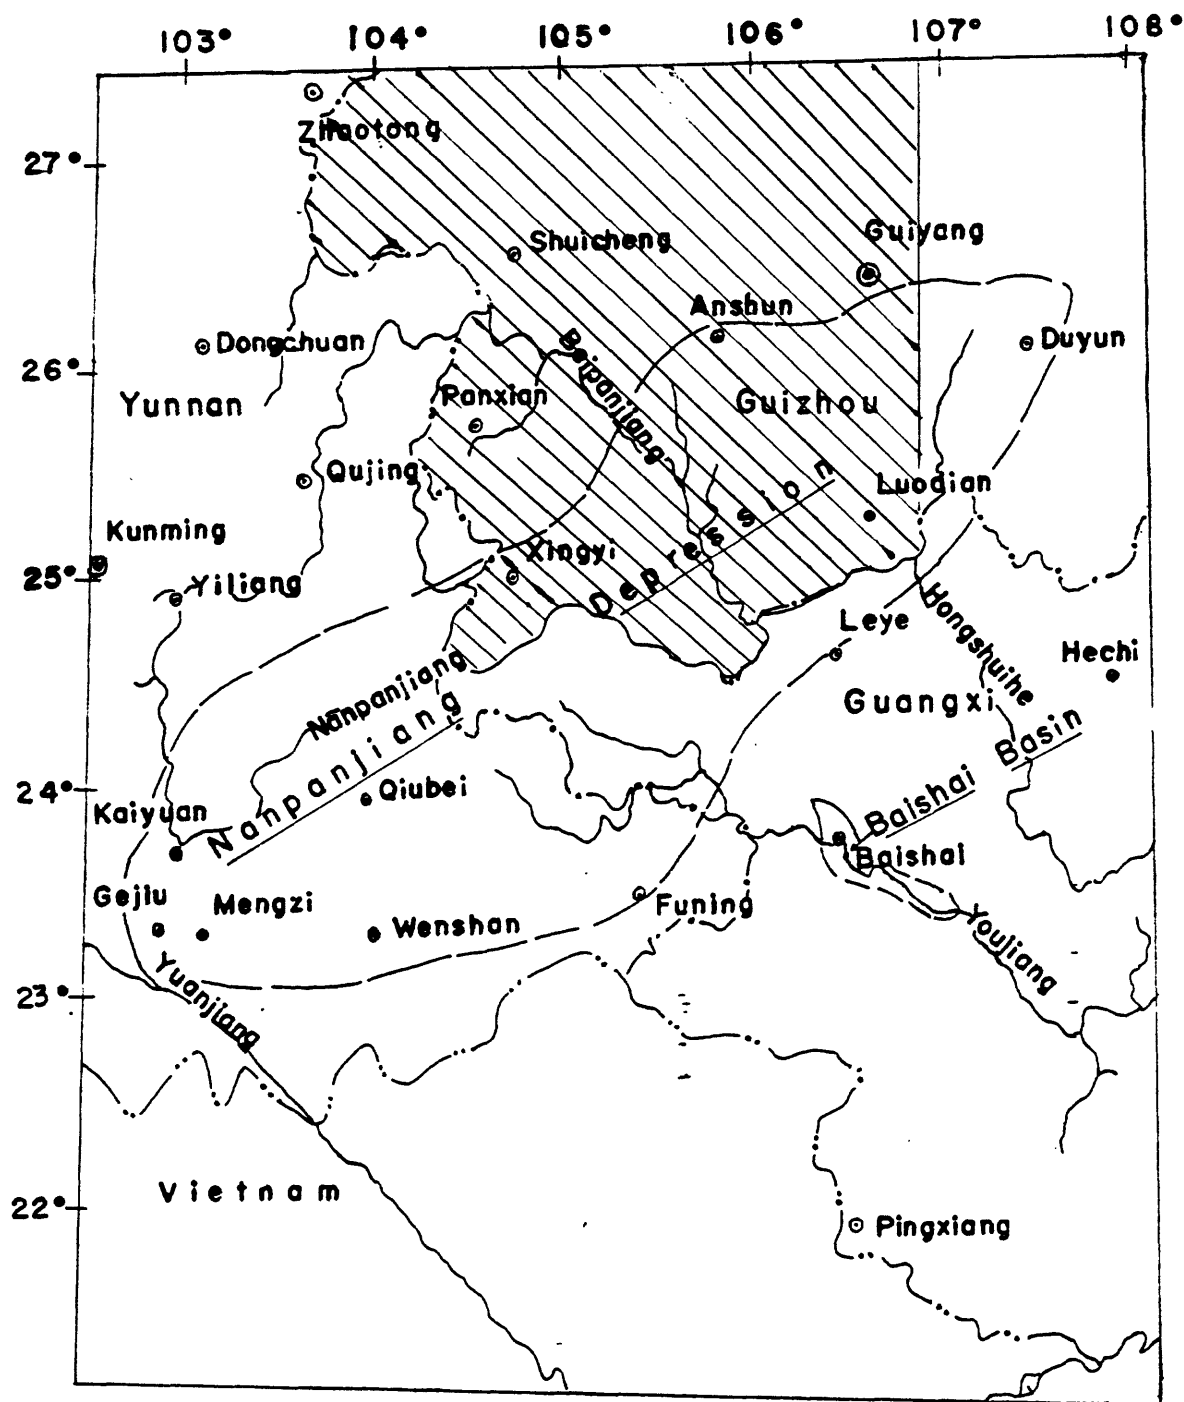 103° 104° 105° 106° 107° 108°
Zhaotong
27°
Shuicheng
Guiyang
Anshun
Dongchuan
Duyun
26°
Beipanjiang
Yunnan
Panxian
Guizhou
Qujing
Luodian
Kunming
Xingyi
25°
Yiliang
Depression
Leye
Hongshuihe
Hechi
Nanpanjiang
Guangxi
Nanpanjiang
Baishai Basin
24°
Qiubei
Kaiyuan
Baishai
Gejiu
Mengzi
Funing
Wenshan
Youjiang
Yuanjiang
23°
Vietnam
22°
Pingxiang